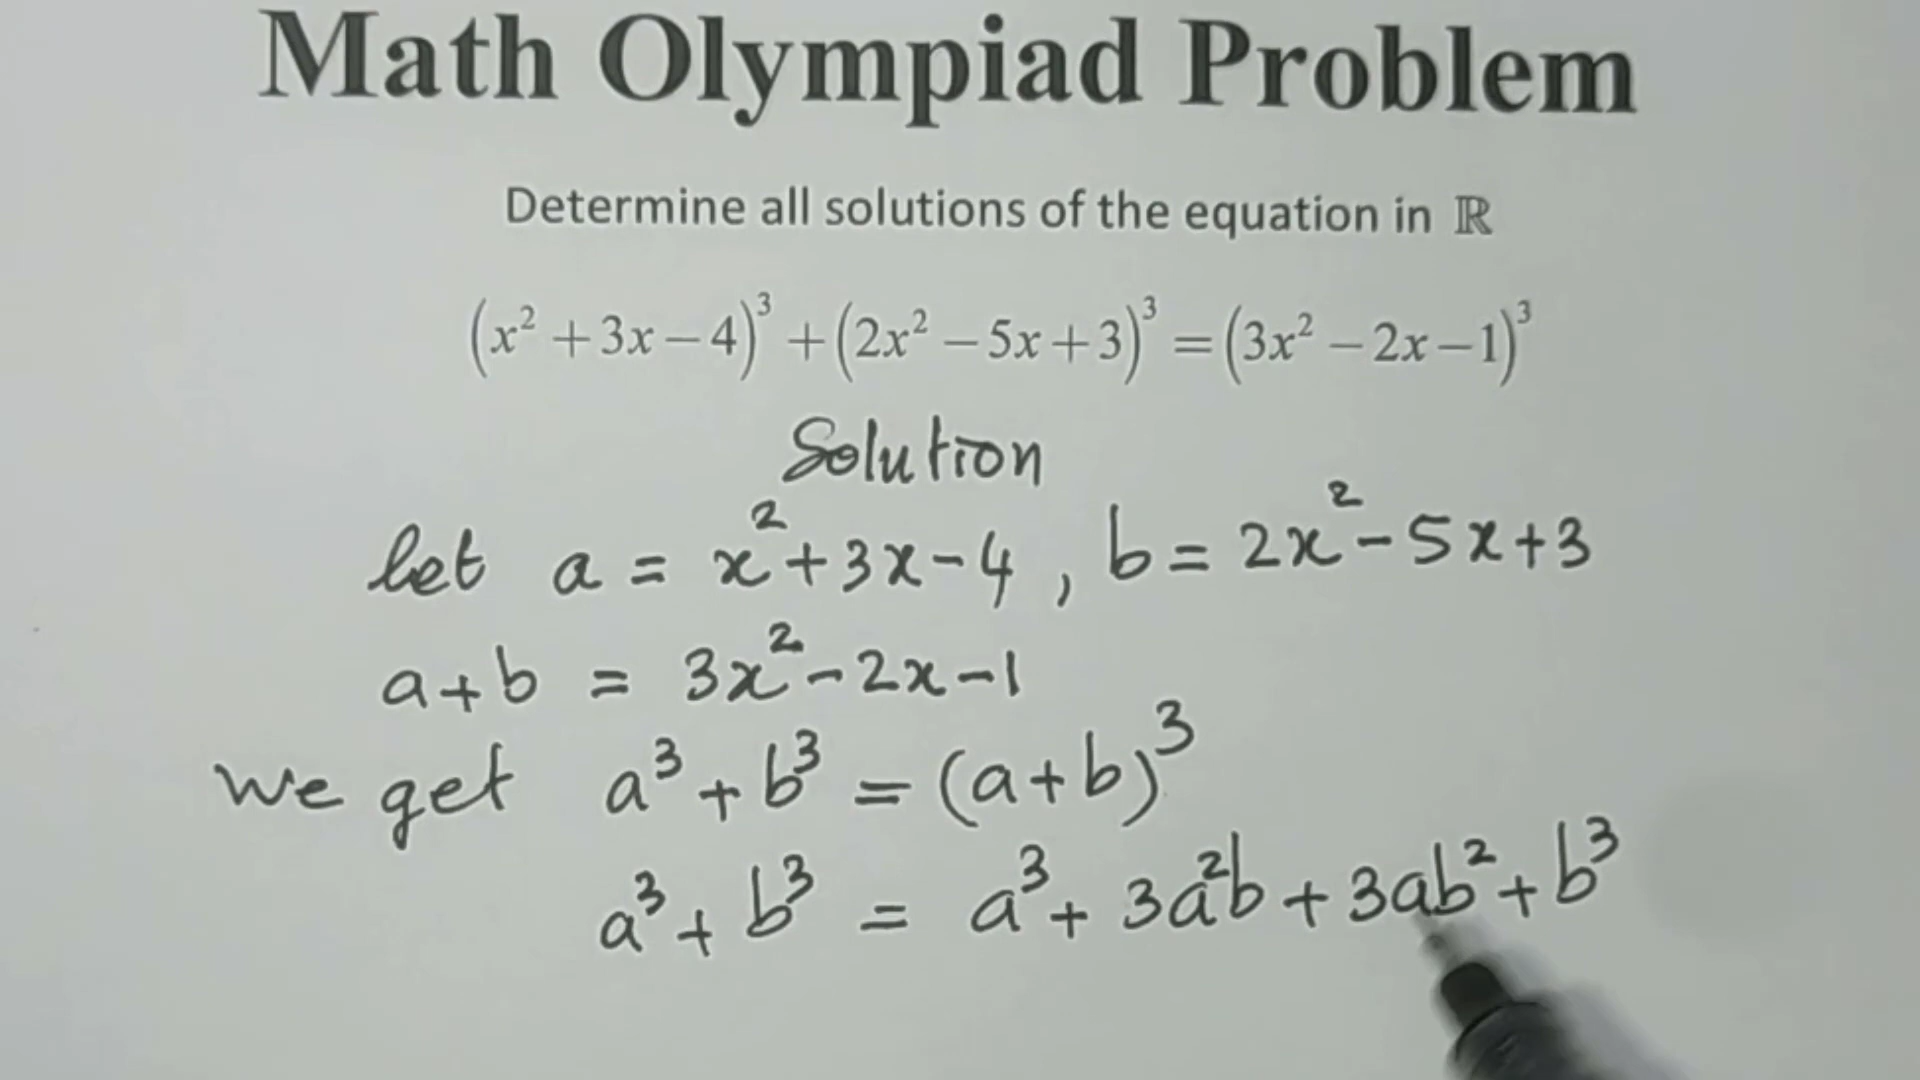 Math Olympiad Problem
Determine all solutions of the equation in ℝ
(x² + 3x − 4)³ + (2x² − 5x + 3)³ = (3x² − 2x − 1)³
Solution
let a = x² + 3x − 4 , b = 2x² − 5x + 3
a + b = 3x² − 2x − 1
we get a³ + b³ = (a + b)³
a³ + b³ = a³ + 3a²b + 3ab² + b³